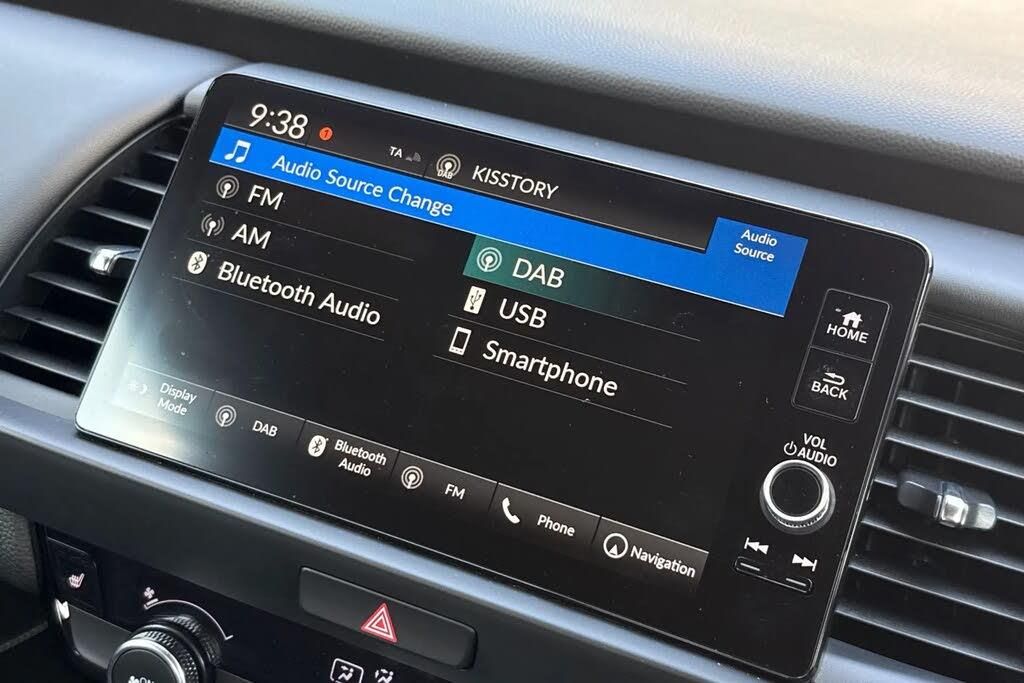 9:38
1
TA
DAB
KISSTORY
Audio Source Change
Audio
Source
FM
AM
Bluetooth Audio
DAB
USB
Smartphone
HOME
BACK
VOL
AUDIO
Display
Mode
DAB
Bluetooth
Audio
FM
Phone
Navigation
ON